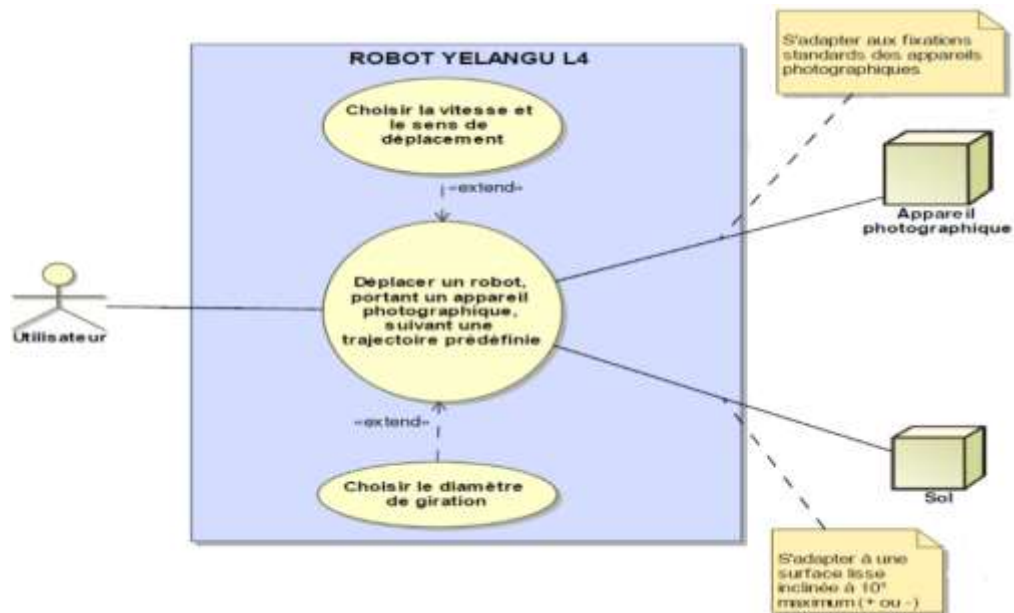 S'adapter aux fixations
standards des appareils
photographiques.
ROBOT YELANGU L4
Choisir la vitesse et
le sens de
déplacement
«extend»
Appareil
photographique
Déplacer un robot,
portant un appareil
photographique,
suivant une
trajectoire prédéfinie
Utilisateur
«extend»
Choisir le diamètre
de giration
Sol
S'adapter à une
surface lisse
inclinée à 10°
maximum (+ ou -)